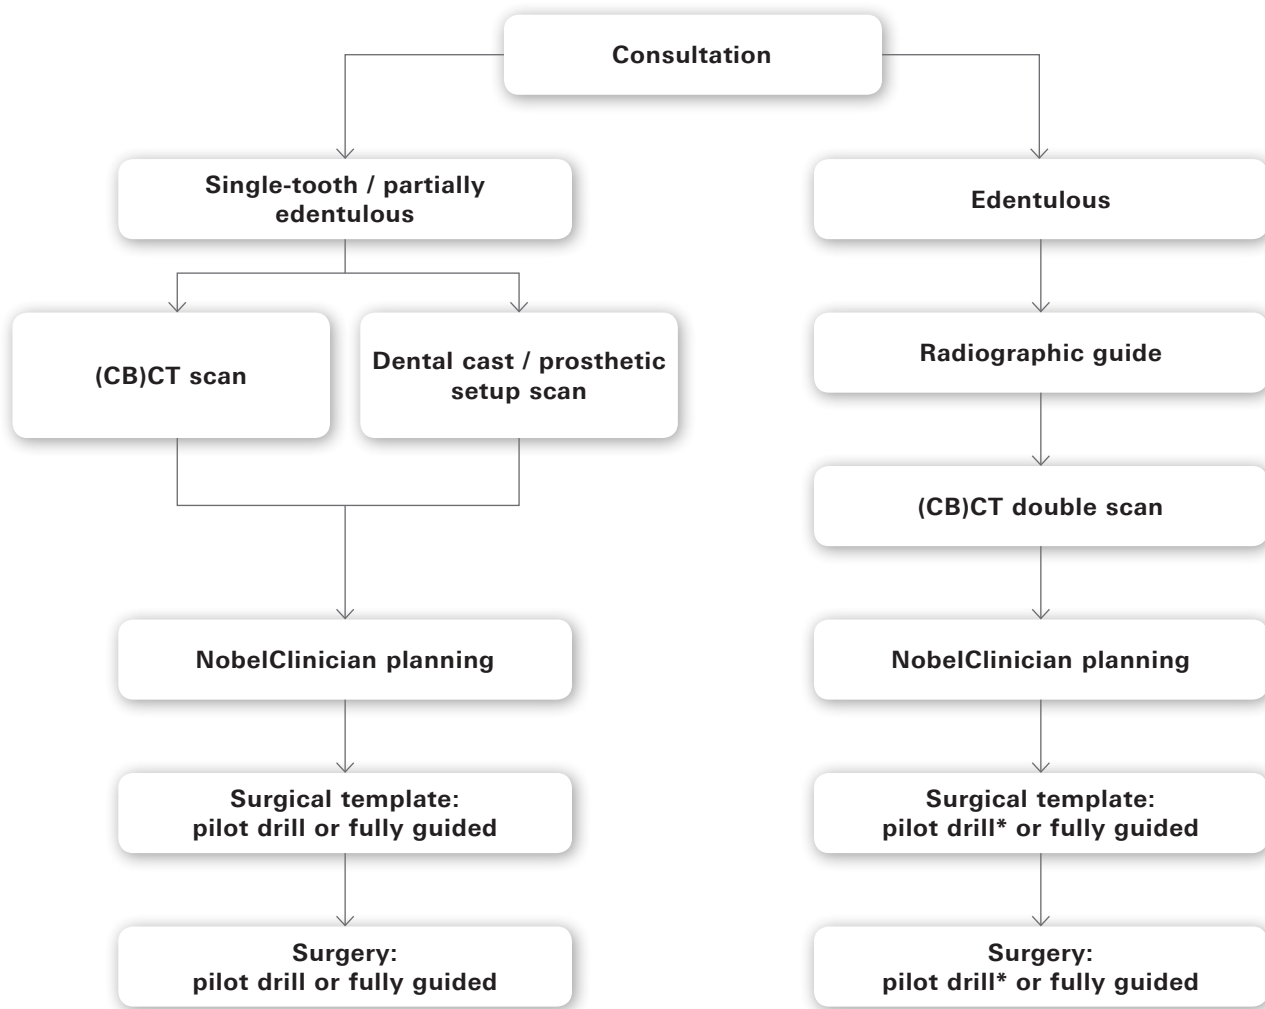 Consultation
Single-tooth / partially
edentulous
Edentulous
(CB)CT scan
Dental cast / prosthetic
setup scan
Radiographic guide
(CB)CT double scan
NobelClinician planning
NobelClinician planning
Surgical template:
pilot drill or fully guided
Surgical template:
pilot drill* or fully guided
Surgery:
pilot drill or fully guided
Surgery:
pilot drill* or fully guided